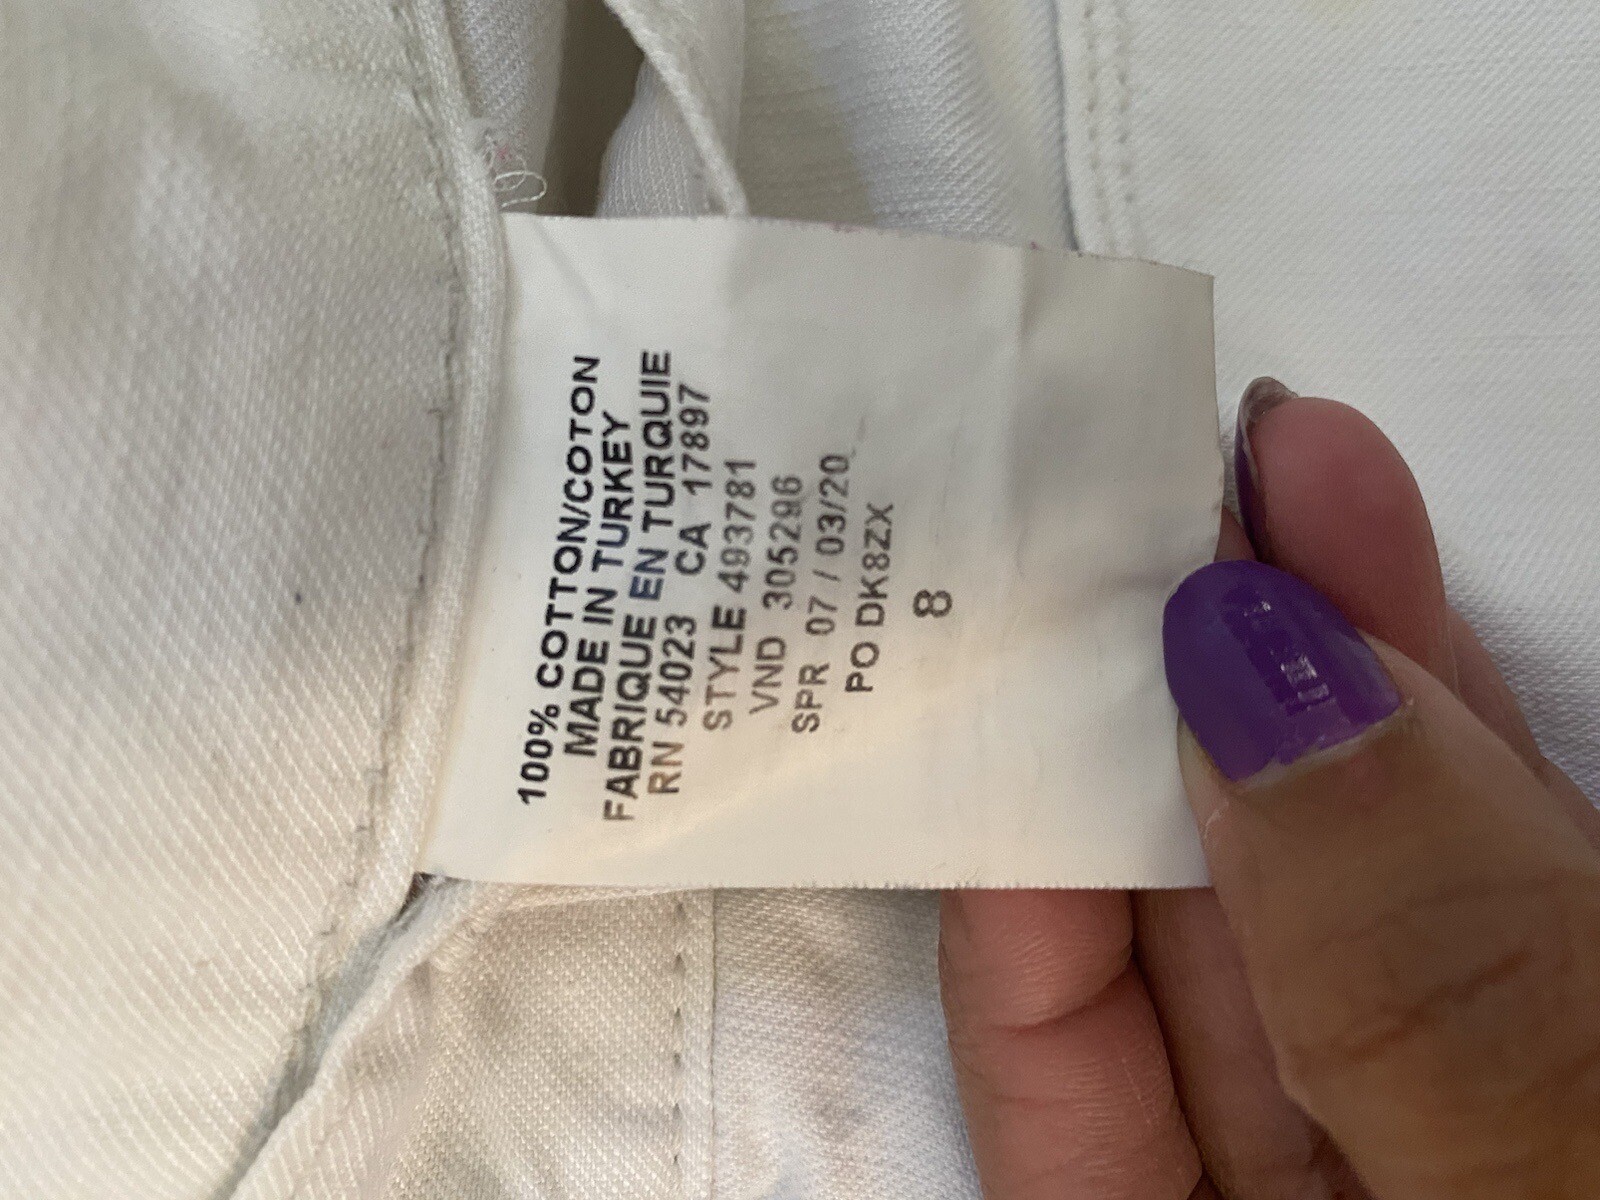 100% COTTON/COTON
MADE IN TURKEY
FABRIQUE EN TURQUIE
RN 54023 CA 17897
STYLE 493781
VND 305296
SPR 07 / 03/20
PO DK8ZX
8